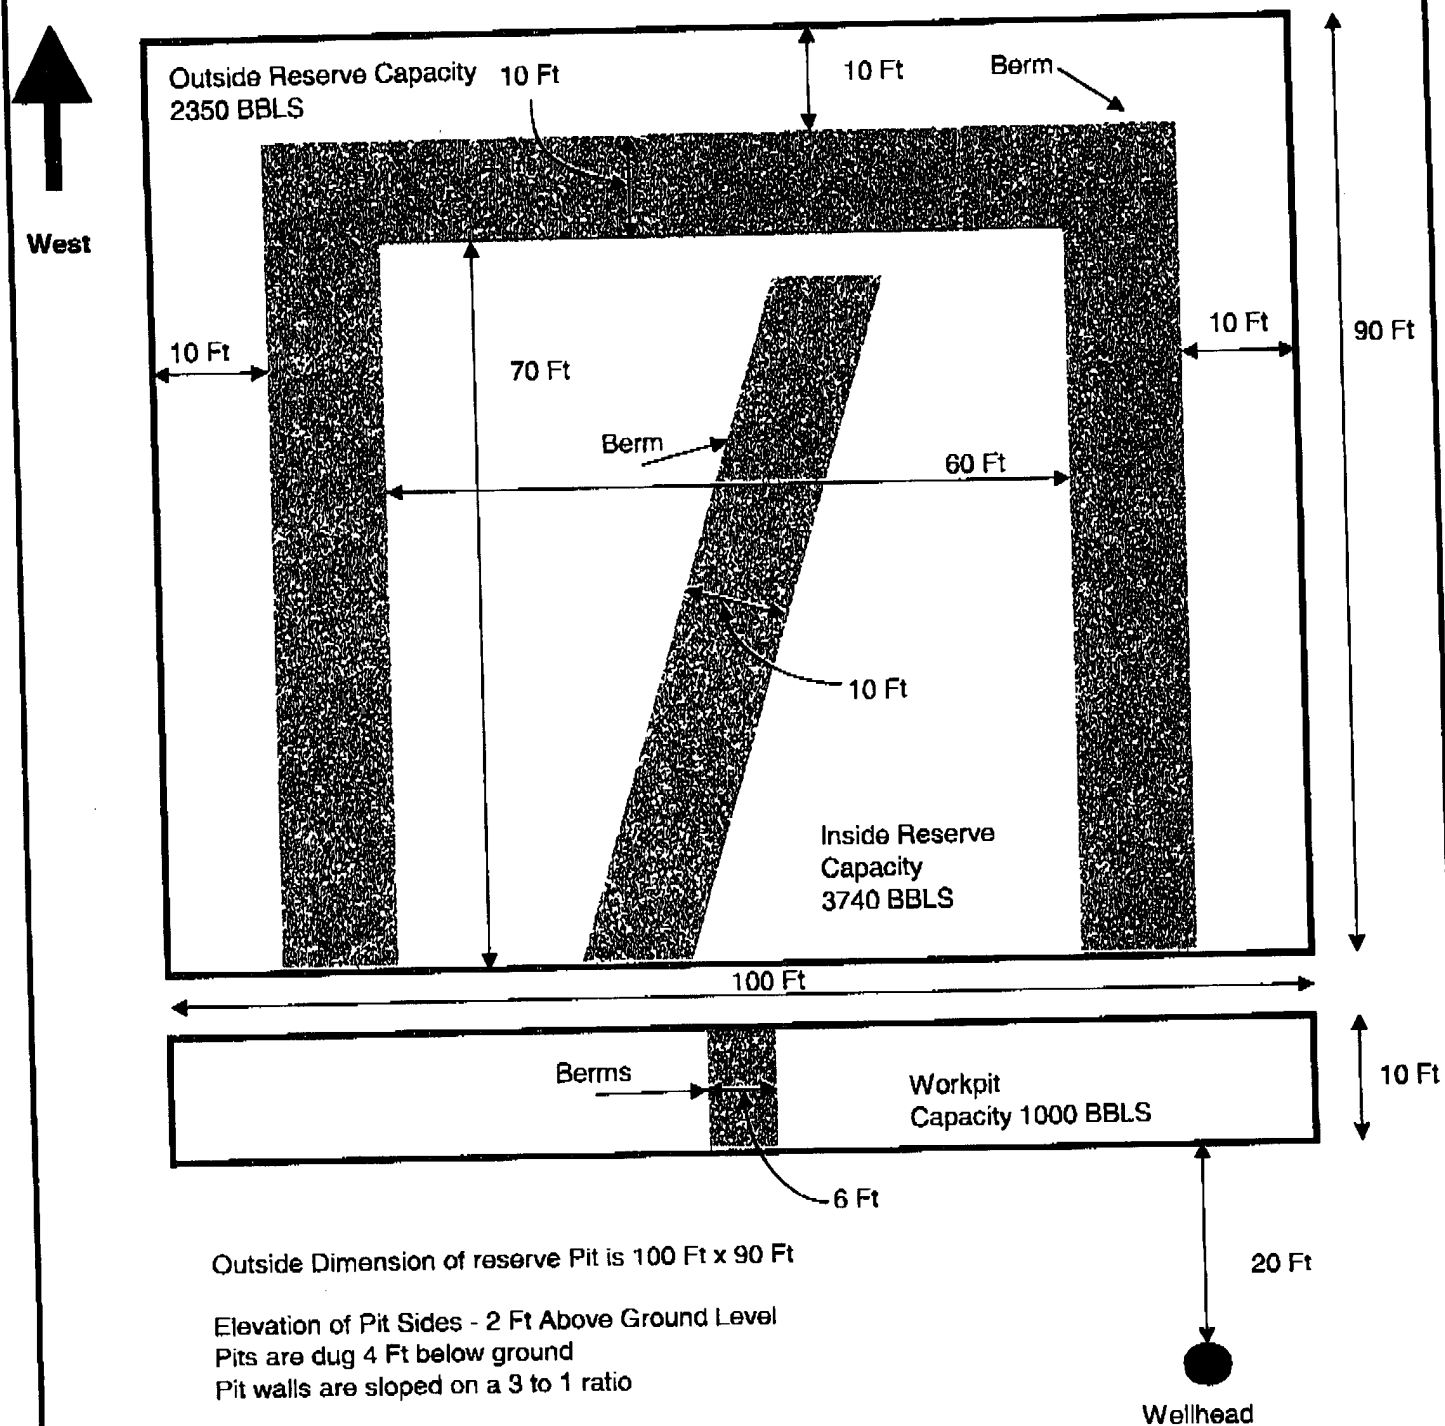 Outside Reserve Capacity
2350 BBLS
10 Ft
10 Ft
Berm
West
10 Ft
70 Ft
10 Ft
90 Ft
Berm
60 Ft
10 Ft
Inside Reserve
Capacity
3740 BBLS
100 Ft
Berms
Workpit
Capacity 1000 BBLS
10 Ft
6 Ft
Outside Dimension of reserve Pit is 100 Ft x 90 Ft
20 Ft
Elevation of Pit Sides - 2 Ft Above Ground Level
Pits are dug 4 Ft below ground
Pit walls are sloped on a 3 to 1 ratio
Wellhead